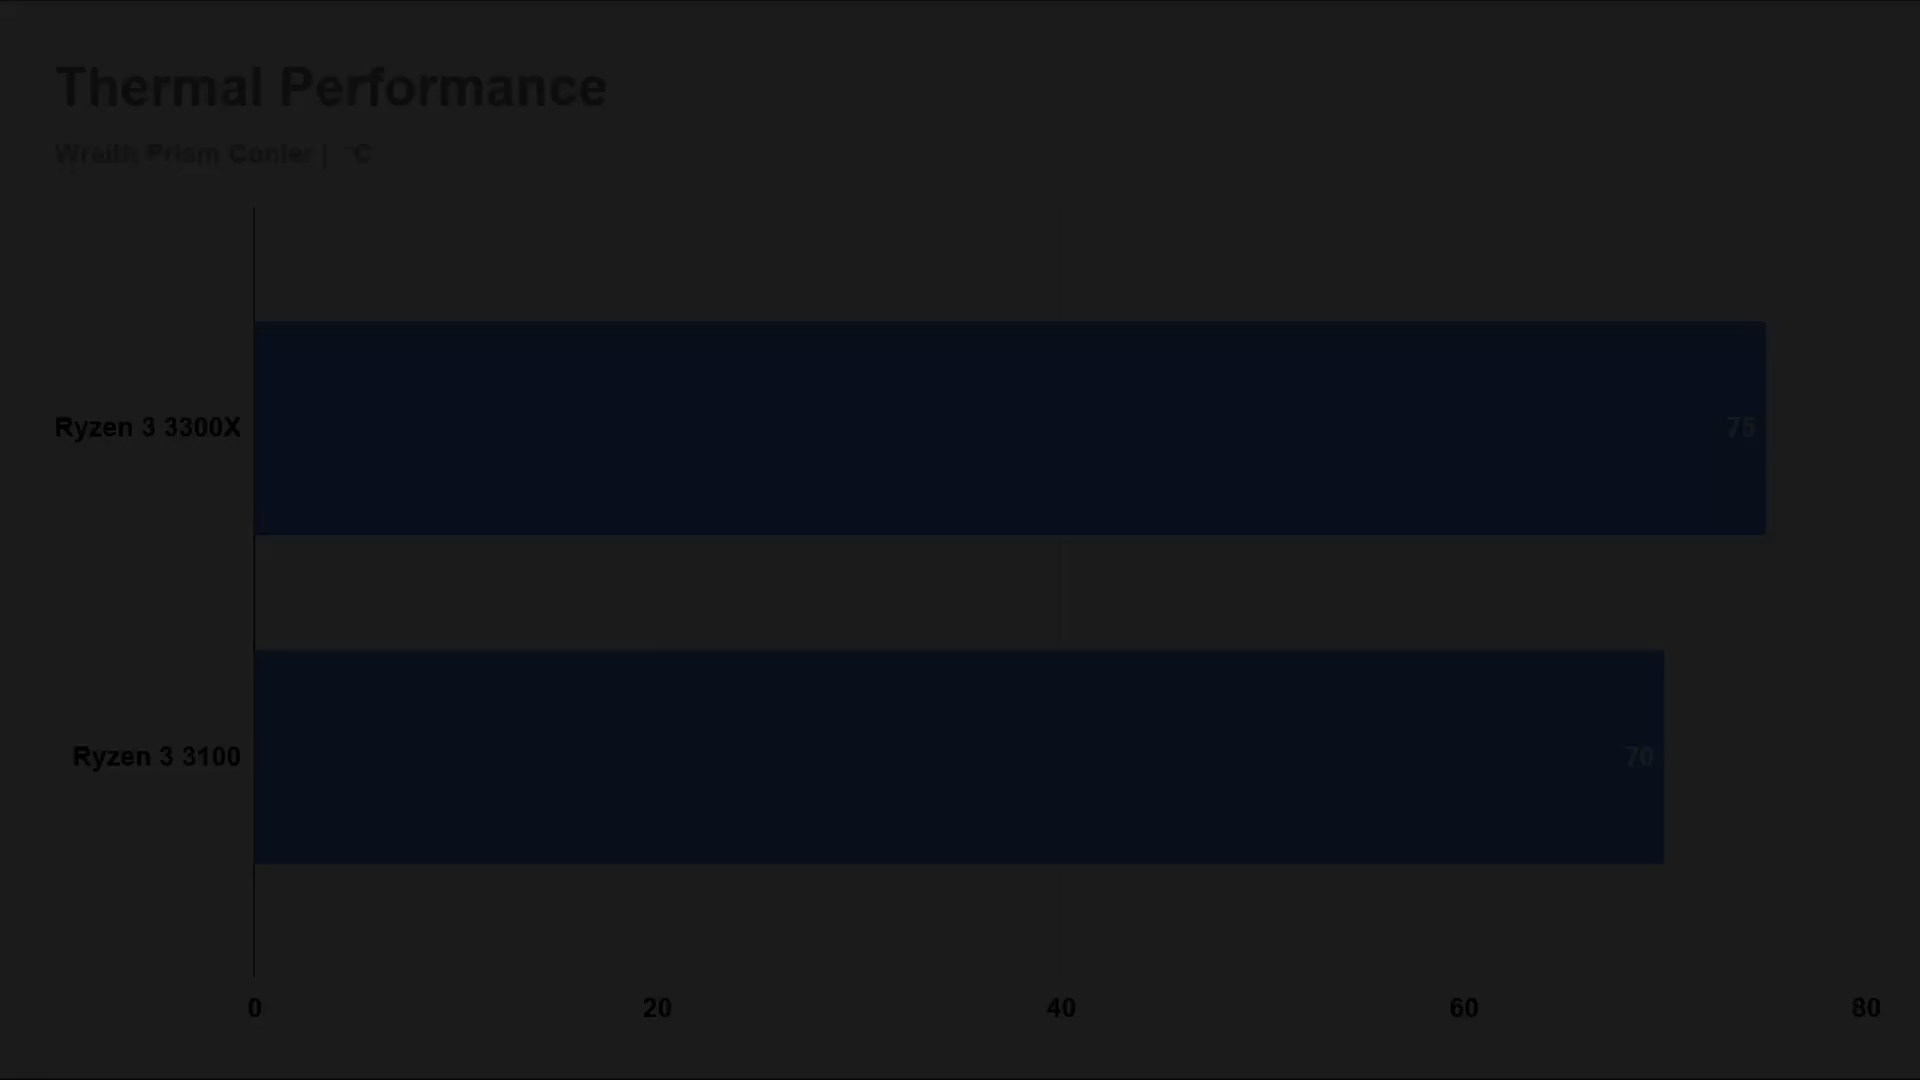 Thermal Performance
Wraith Prism Cooler | °C
Ryzen 3 3300X
75
Ryzen 3 3100
70
0
20
40
60
80